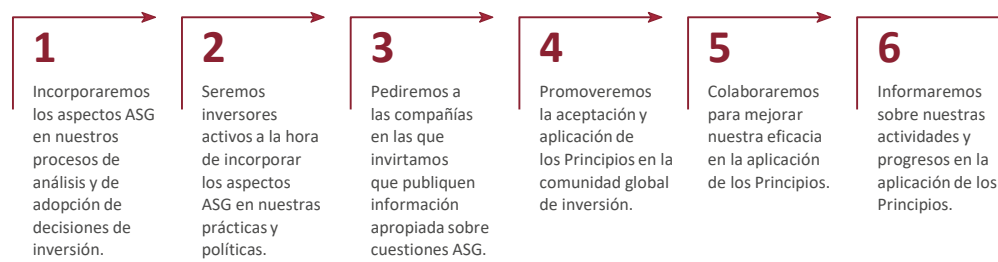 1
Incorporaremos
los aspectos ASG
en nuestros
procesos de
análisis y de
adopción de
decisiones de
inversión.
2
Seremos
inversores
activos a la hora
de incorporar
los aspectos
ASG en nuestras
prácticas y
políticas.
3
Pediremos a
las compañías
en las que
invirtamos
que publiquen
información
apropiada sobre
cuestiones ASG.
4
Promoveremos
la aceptación y
aplicación de
los Principios en la
comunidad global
de inversión.
5
Colaboraremos
para mejorar
nuestra eficacia
en la aplicación
de los Principios.
6
Informaremos
sobre nuestras
actividades y
progresos en la
aplicación de los
Principios.